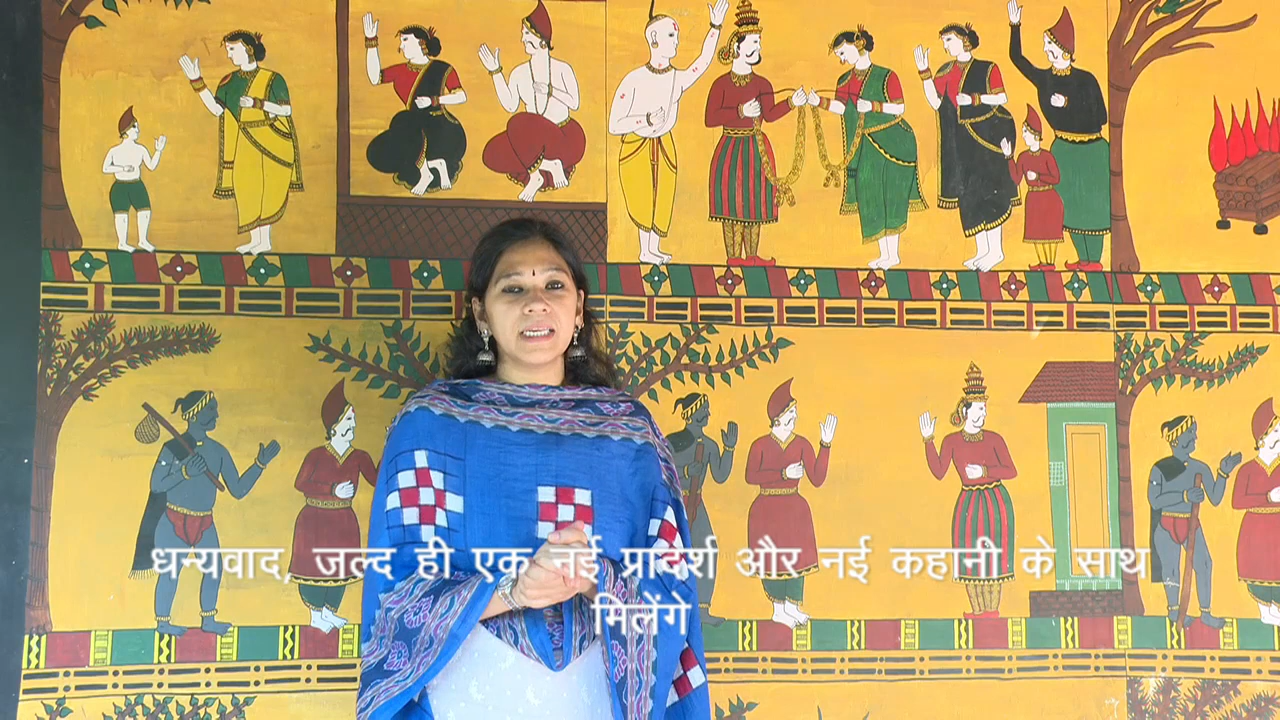 धन्यवाद, जल्द ही एक नई प्रादर्श और नई कहानी के साथ
मिलेंगे